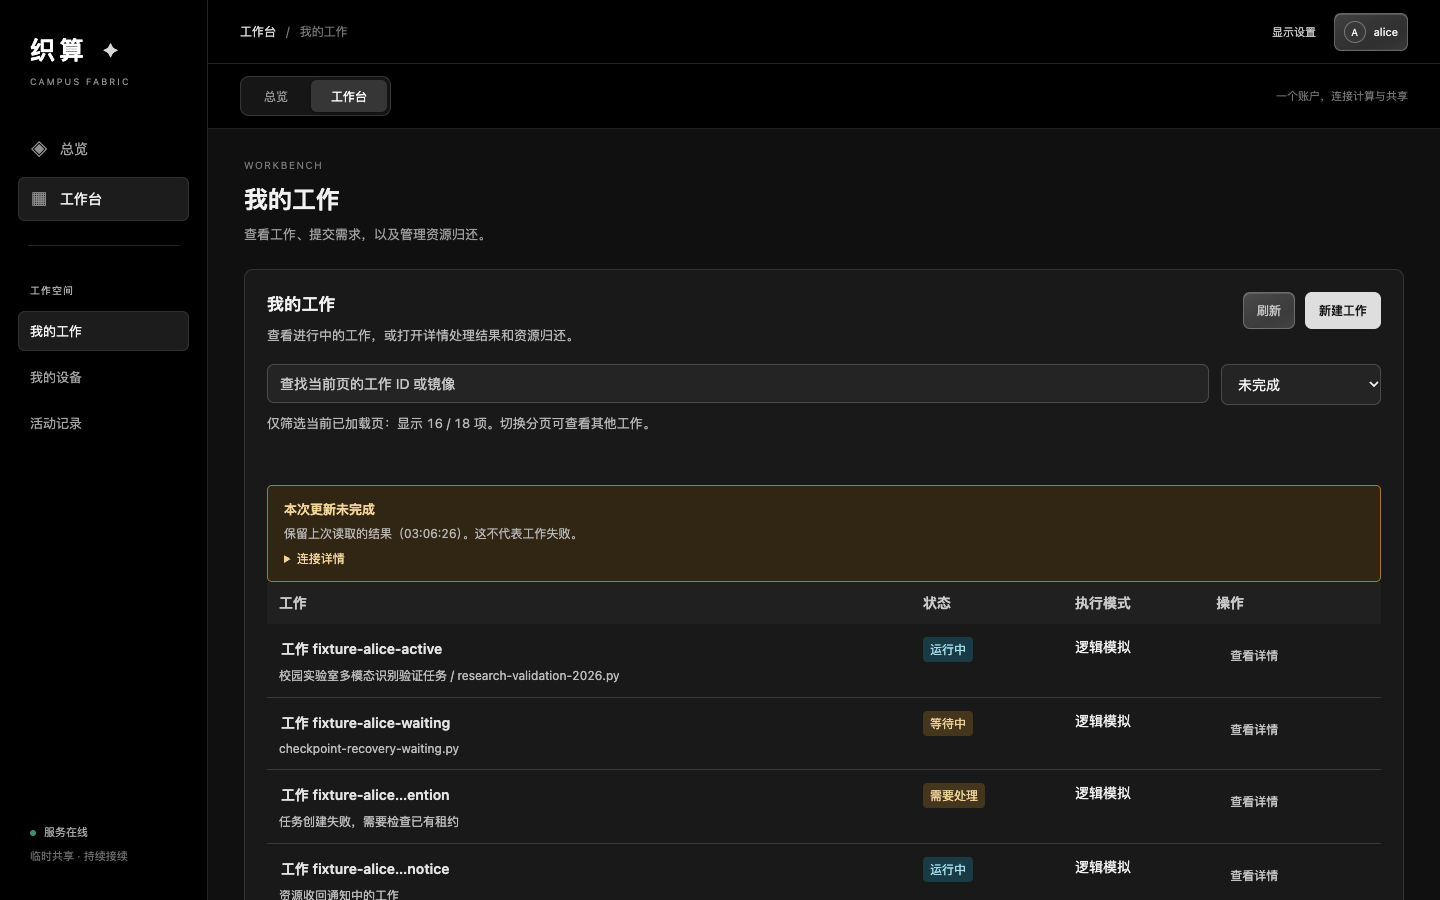 织算
CAMPUS FABRIC
总览
工作台
工作空间
我的工作
我的设备
活动记录
服务在线
临时共享 · 持续接续
工作台 / 我的工作
显示设置
A alice
总览 工作台
一个账户，连接计算与共享
WORKBENCH
我的工作
查看工作、提交需求，以及管理资源归还。
我的工作
查看进行中的工作，或打开详情处理结果和资源归还。
刷新
新建工作
查找当前页的工作 ID 或镜像
未完成
仅筛选当前已加载页：显示 16 / 18 项。切换分页可查看其他工作。
本次更新未完成
保留上次读取的结果（03:06:26）。这不代表工作失败。
连接详情
工作 状态 执行模式 操作
工作 fixture-alice-active 运行中 逻辑模拟 查看详情
校园实验室多模态识别验证任务 / research-validation-2026.py
工作 fixture-alice-waiting 等待中 逻辑模拟 查看详情
checkpoint-recovery-waiting.py
工作 fixture-alice...ention 需要处理 逻辑模拟 查看详情
任务创建失败，需要检查已有租约
工作 fixture-alice...notice 运行中 逻辑模拟 查看详情
资源收回通知中的工作